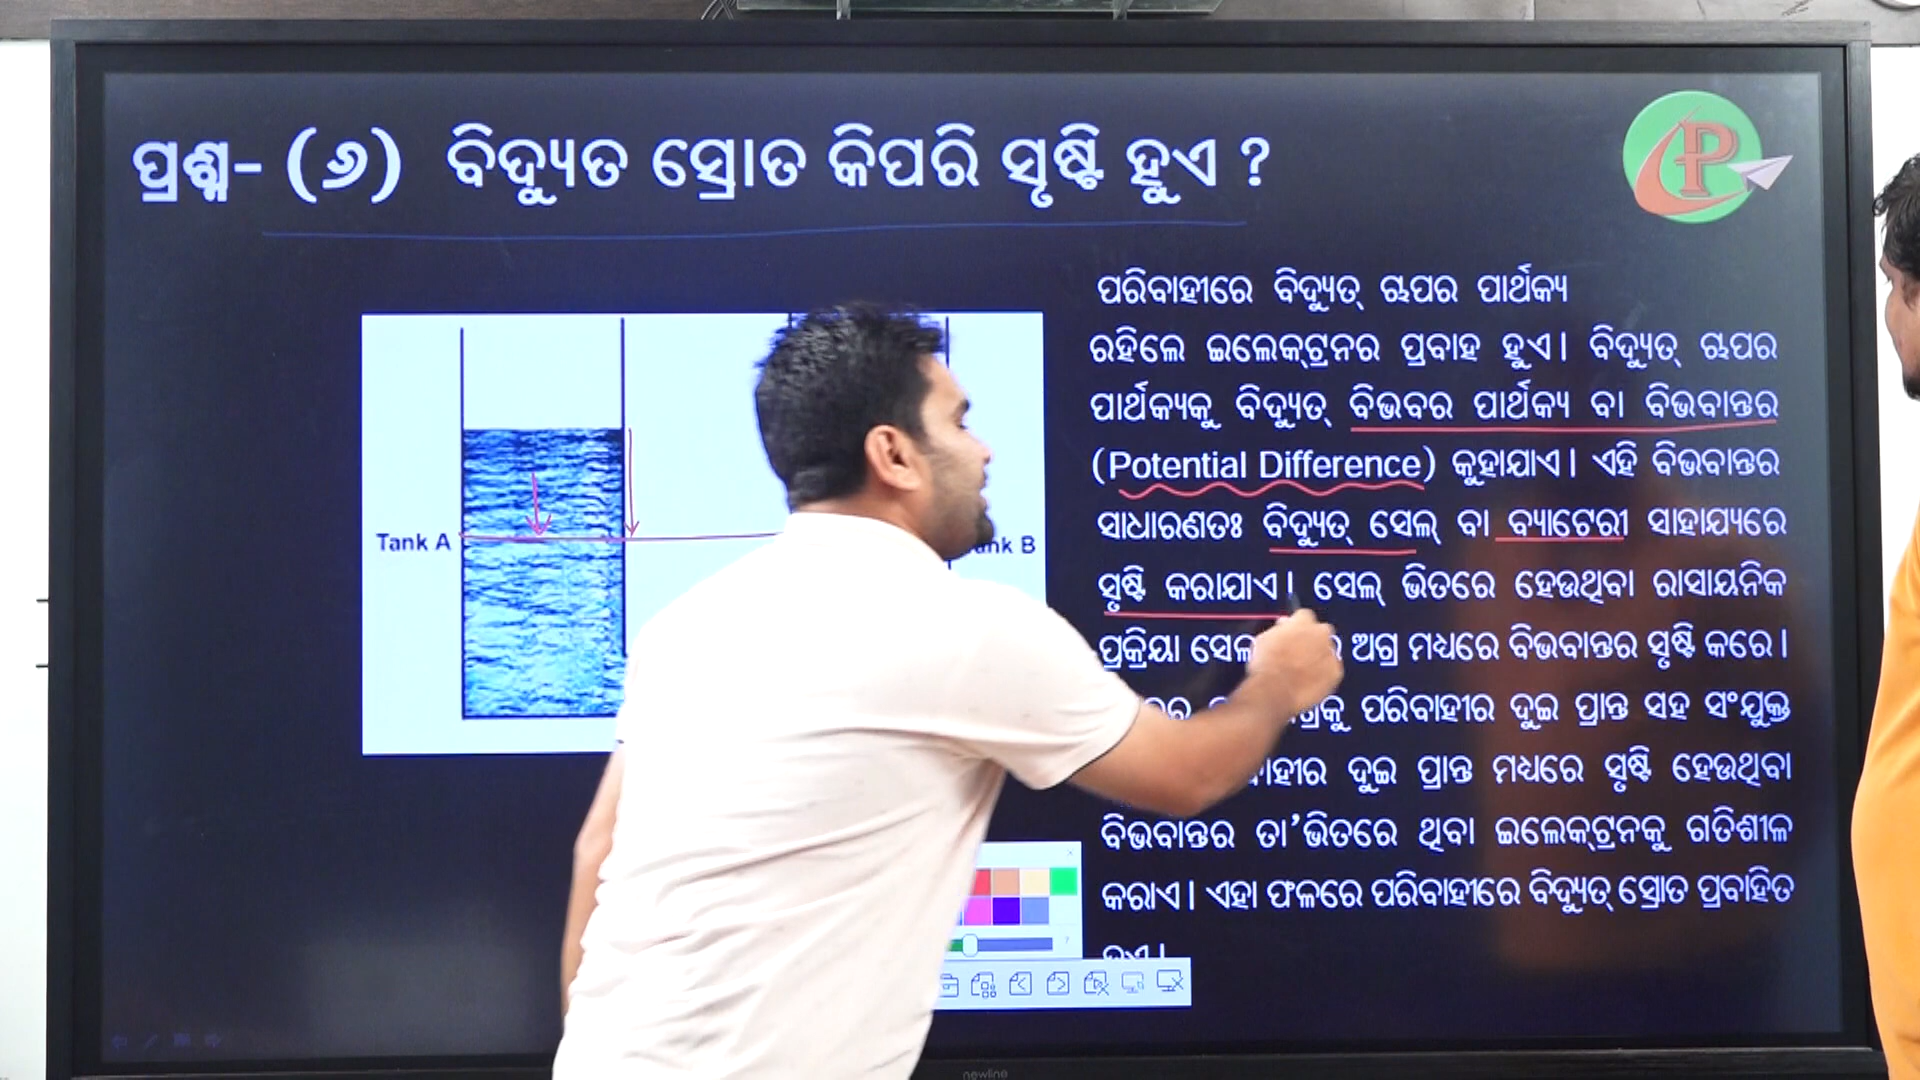 ପ୍ରଶ୍ନ- (୬) ବିଦ୍ୟୁତ ସ୍ରୋତ କିପରି ସୃଷ୍ଟି ହୁଏ ?
P
ପରିବାହୀରେ ବିଦ୍ୟୁତ୍ ଚାପର ପାର୍ଥକ୍ୟ
ରହିଲେ ଇଲେକ୍ଟ୍ରନର ପ୍ରବାହ ହୁଏ। ବିଦ୍ୟୁତ୍ ଚାପର
ପାର୍ଥକ୍ୟକୁ ବିଦ୍ୟୁତ୍ ବିଭବର ପାର୍ଥକ୍ୟ ବା ବିଭବାନ୍ତର
(Potential Difference) କୁହାଯାଏ। ଏହି ବିଭବାନ୍ତର
ସାଧାରଣତଃ ବିଦ୍ୟୁତ୍ ସେଲ୍ ବା ବ୍ୟାଟେରୀ ସାହାଯ୍ୟରେ
ସୃଷ୍ଟି କରାଯାଏ। ସେଲ୍ ଭିତରେ ହେଉଥିବା ରାସାୟନିକ
ପ୍ରକ୍ରିୟା ଅଗ୍ର ମଧ୍ୟରେ ବିଭବାନ୍ତର ସୃଷ୍ଟି କରେ।
ପରିବାହୀର ଦୁଇ ପ୍ରାନ୍ତ ସହ ସଂଯୁକ୍ତ
ଦୁଇ ପ୍ରାନ୍ତ ମଧ୍ୟରେ ସୃଷ୍ଟି ହେଉଥିବା
ବିଭବାନ୍ତର ତା'ଭିତରେ ଥିବା ଇଲେକ୍ଟ୍ରନକୁ ଗତିଶୀଳ
କରାଏ। ଏହା ଫଳରେ ପରିବାହୀରେ ବିଦ୍ୟୁତ୍ ସ୍ରୋତ ପ୍ରବାହିତ
Tank A
newline